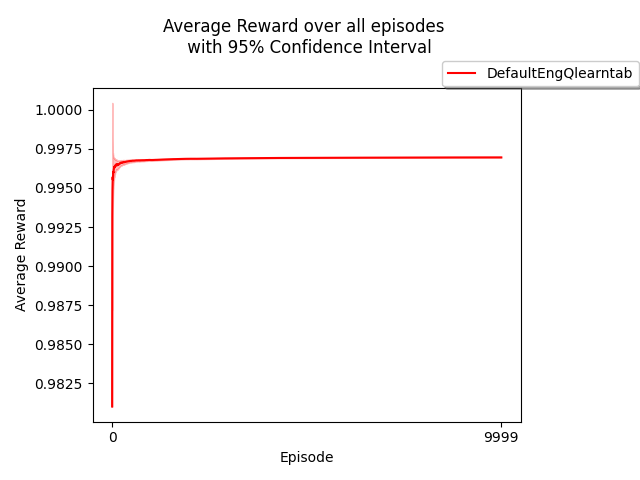 Average Reward over all episodes
with 95% Confidence Interval
DefaultEngQlearntab
1.0000
0.9975
0.9950
0.9925
0.9900
0.9875
0.9850
0.9825
Average Reward
0
9999
Episode